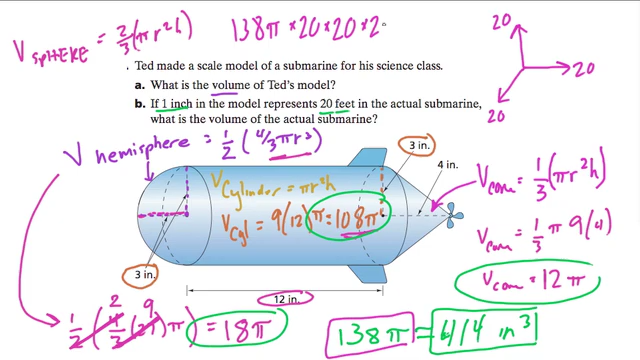 V SPHERE = 2/3 (πr²h)
138π *20 *20 *2
20
20
20
. Ted made a scale model of a submarine for his science class.
a. What is the volume of Ted's model?
b. If 1 inch in the model represents 20 feet in the actual submarine,
what is the volume of the actual submarine?
V hemisphere = 1/2 (4/3πr³)
3 in.
4 in.
V Cylinder = πr²h
V Cyl = 9(12)π = 108π
V cone = 1/3 (πr²h)
V cone = 1/3 π 9(4)
V cone = 12π
3 in.
12 in.
2 9
1/2 (4/3 (27) π) = 18π
138π = 414 in³